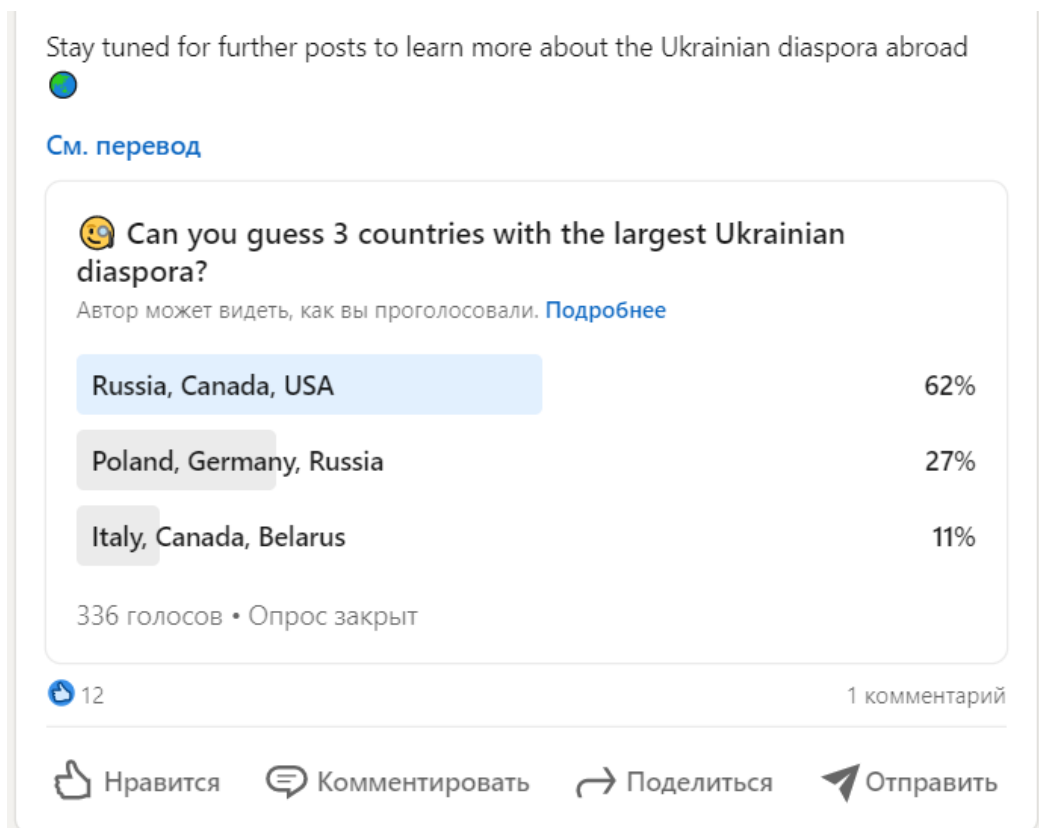 Stay tuned for further posts to learn more about the Ukrainian diaspora abroad
🌏
См. перевод
🧐 Can you guess 3 countries with the largest Ukrainian
diaspora?
Автор может видеть, как вы проголосовали. Подробнее
Russia, Canada, USA 62%
Poland, Germany, Russia 27%
Italy, Canada, Belarus 11%
336 голосов • Опрос закрыт
12 1 комментарий
Нравится Комментировать Поделиться Отправить